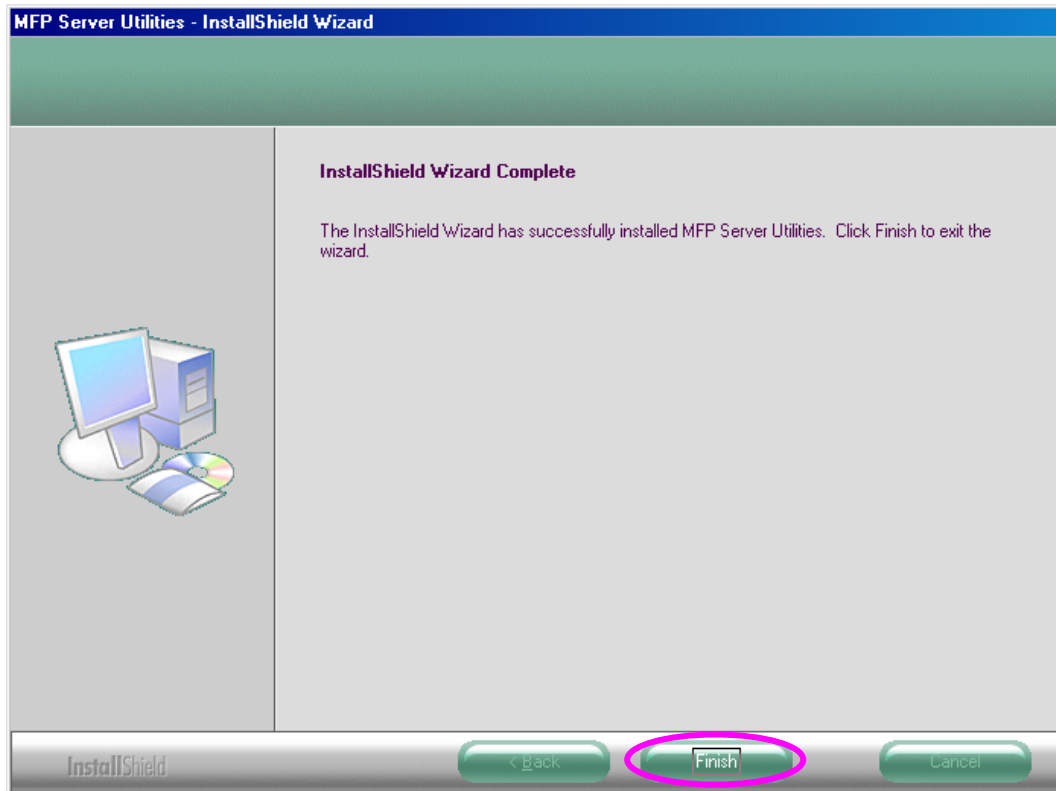 MFP Server Utilities - InstallShield Wizard
InstallShield Wizard Complete
The InstallShield Wizard has successfully installed MFP Server Utilities. Click Finish to exit the
wizard.
InstallShield
< Back
Finish
Cancel